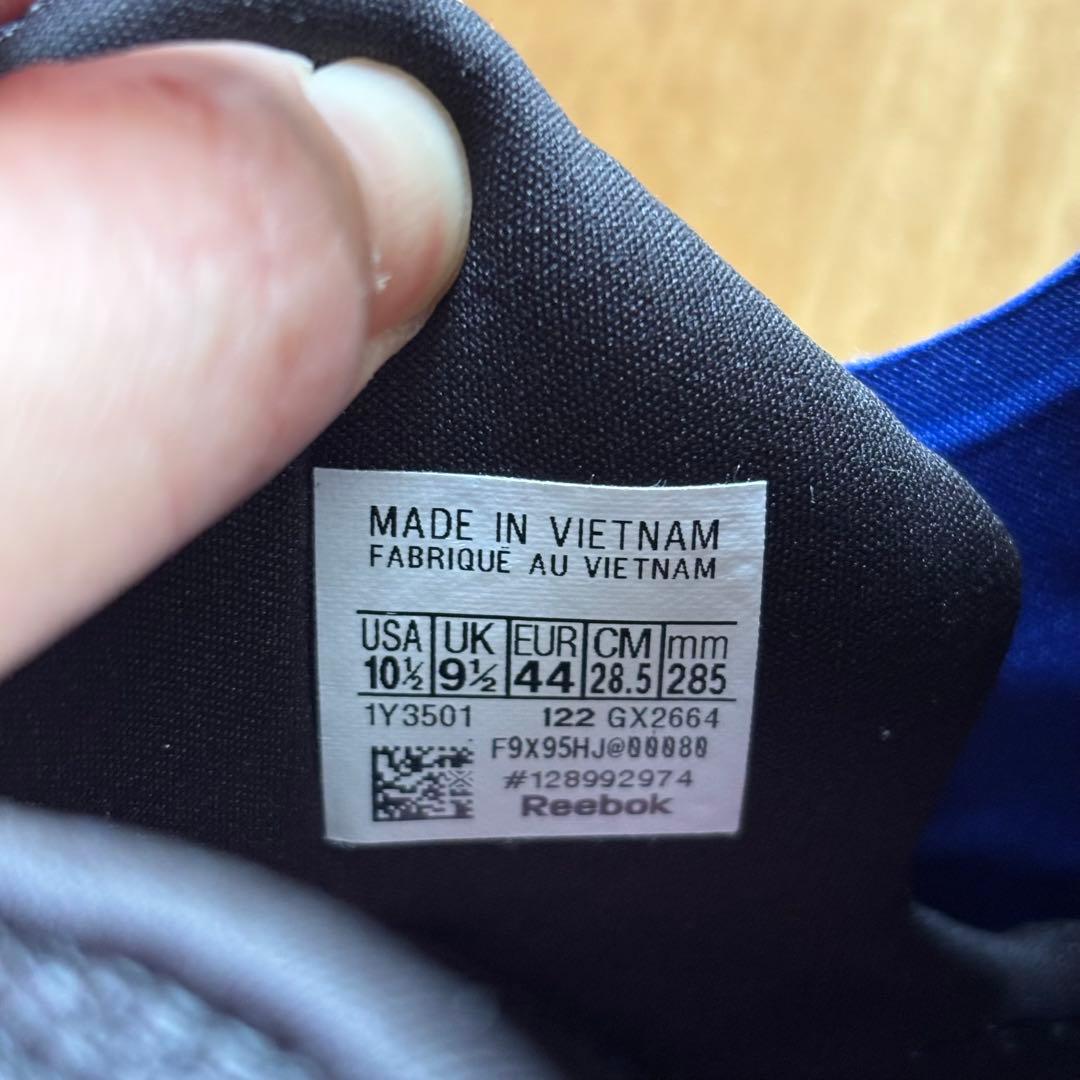 MADE IN VIETNAM
FABRIQUÉ AU VIETNAM
USA UK EUR CM mm
10½ 9½ 44 28.5 285
1Y3501 122 GX2664
F9X95HJ@00080
#128992974
Reebok